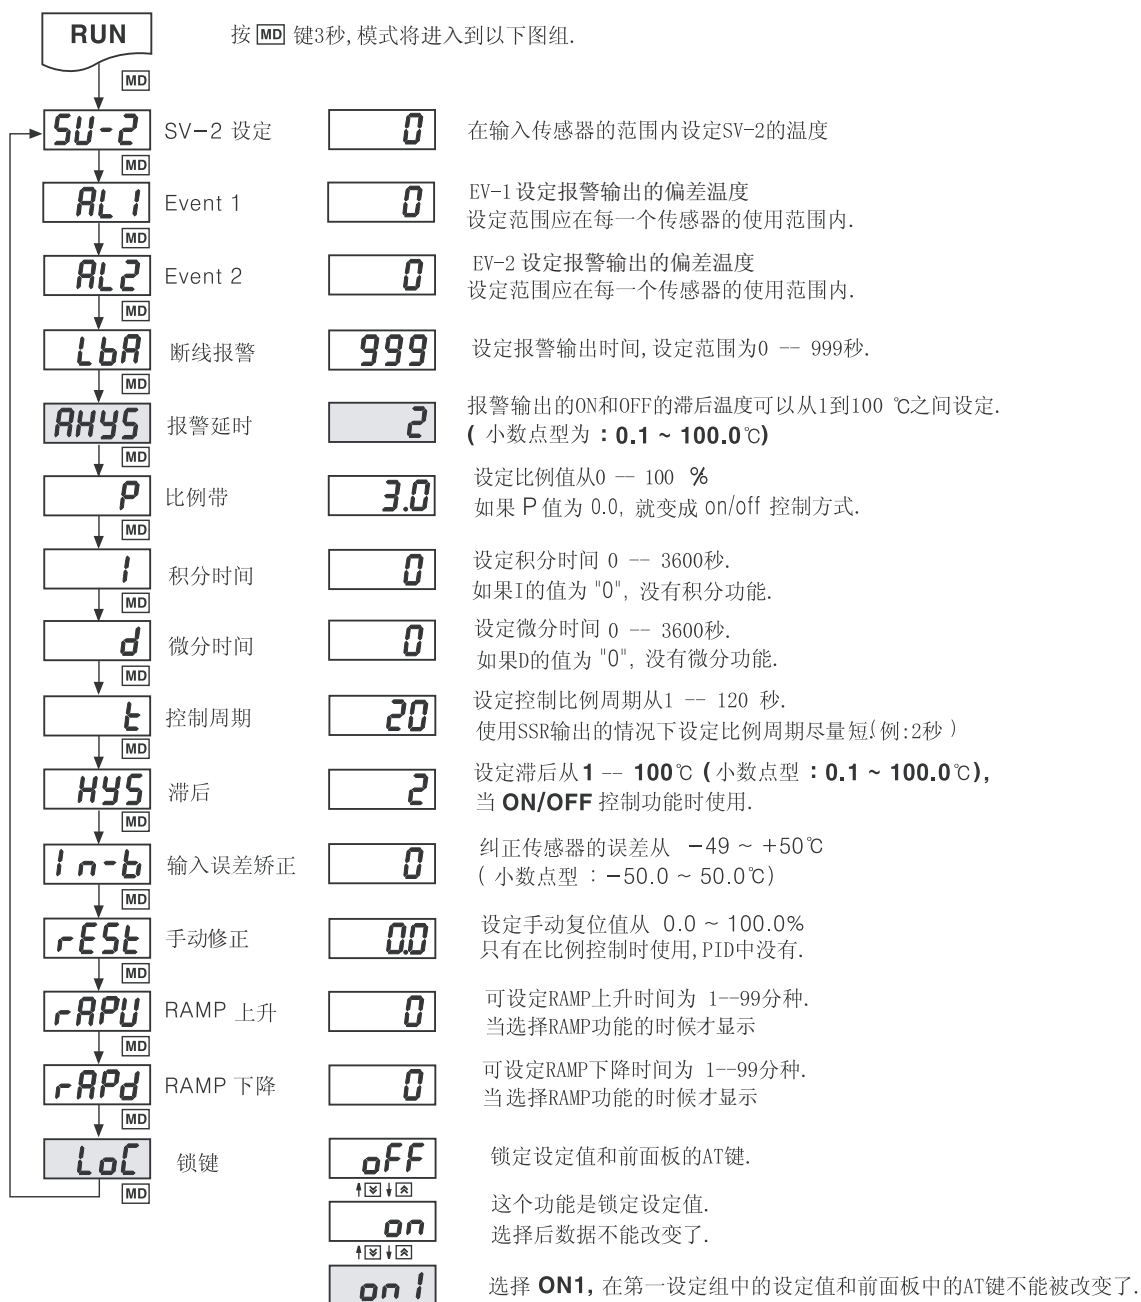 RUN
按 MD 键3秒,模式将进入到以下图组.
MD
SU-2 SV-2 设定 0 在输入传感器的范围内设定SV-2的温度
MD
AL1 Event 1 0 EV-1设定报警输出的偏差温度
设定范围应在每一个传感器的使用范围内.
MD
AL2 Event 2 0 EV-2 设定报警输出的偏差温度
设定范围应在每一个传感器的使用范围内.
MD
LbA 断线报警 999 设定报警输出时间,设定范围为0 -- 999秒.
MD
AHYS 报警延时 2 报警输出的ON和OFF的滞后温度可以从1到100 ℃之间设定.
( 小数点型为 : 0.1 ~ 100.0℃)
MD
P 比例带 3.0 设定比例值从0 -- 100 %
如果 P 值为 0.0, 就变成 on/off 控制方式.
MD
I 积分时间 0 设定积分时间 0 -- 3600秒.
如果I的值为 "0", 没有积分功能.
MD
d 微分时间 0 设定微分时间 0 -- 3600秒.
如果D的值为 "0", 没有微分功能.
MD
t 控制周期 20 设定控制比例周期从1 -- 120 秒.
使用SSR输出的情况下设定比例周期尽量短(例:2秒 )
MD
HYS 滞后 2 设定滞后从1 -- 100℃ (小数点型 : 0.1 ~ 100.0℃),
当 ON/OFF 控制功能时使用.
MD
In-b 输入误差矫正 0 纠正传感器的误差从 -49 ~ +50℃
( 小数点型 : -50.0 ~ 50.0℃)
MD
rESt 手动修正 0.0 设定手动复位值从 0.0 ~ 100.0%
只有在比例控制时使用,PID中没有.
MD
rAPU RAMP 上升 0 可设定RAMP上升时间为 1--99分种.
当选择RAMP功能的时候才显示
MD
rAPd RAMP 下降 0 可设定RAMP下降时间为 1--99分种.
当选择RAMP功能的时候才显示
MD
LoC 锁键 oFF 锁定设定值和前面板的AT键.
MD
on 这个功能是锁定设定值.
选择后数据不能改变了.
on1 选择 ON1, 在第一设定组中的设定值和前面板中的AT键不能被改变了.